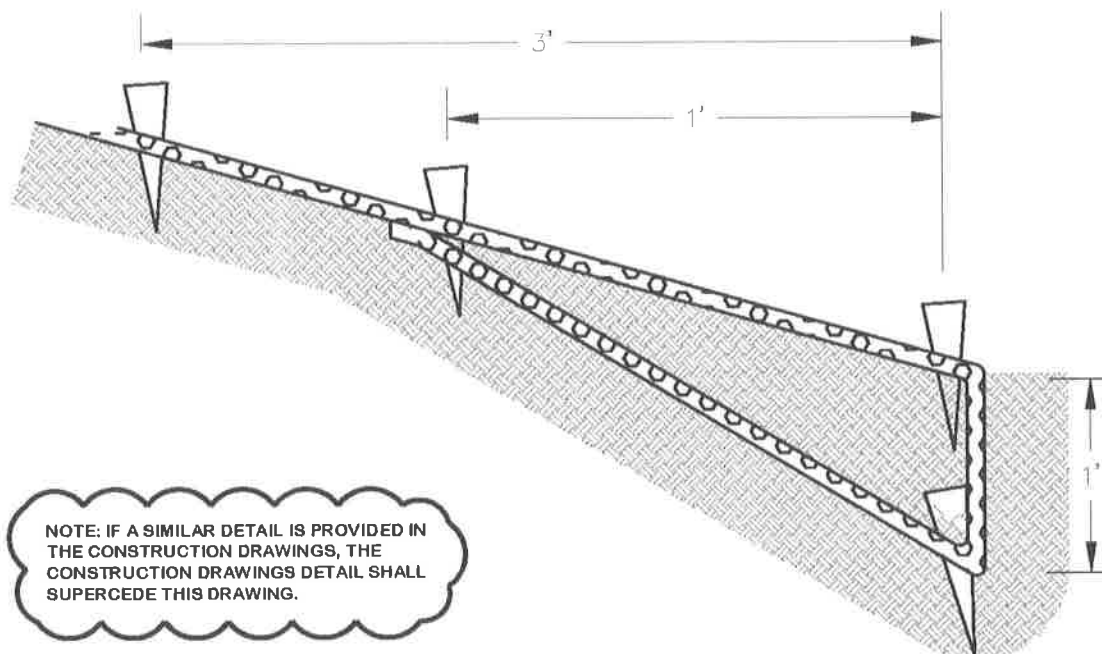 3'
1'
1'
NOTE: IF A SIMILAR DETAIL IS PROVIDED IN
THE CONSTRUCTION DRAWINGS, THE
CONSTRUCTION DRAWINGS DETAIL SHALL
SUPERCEDE THIS DRAWING.